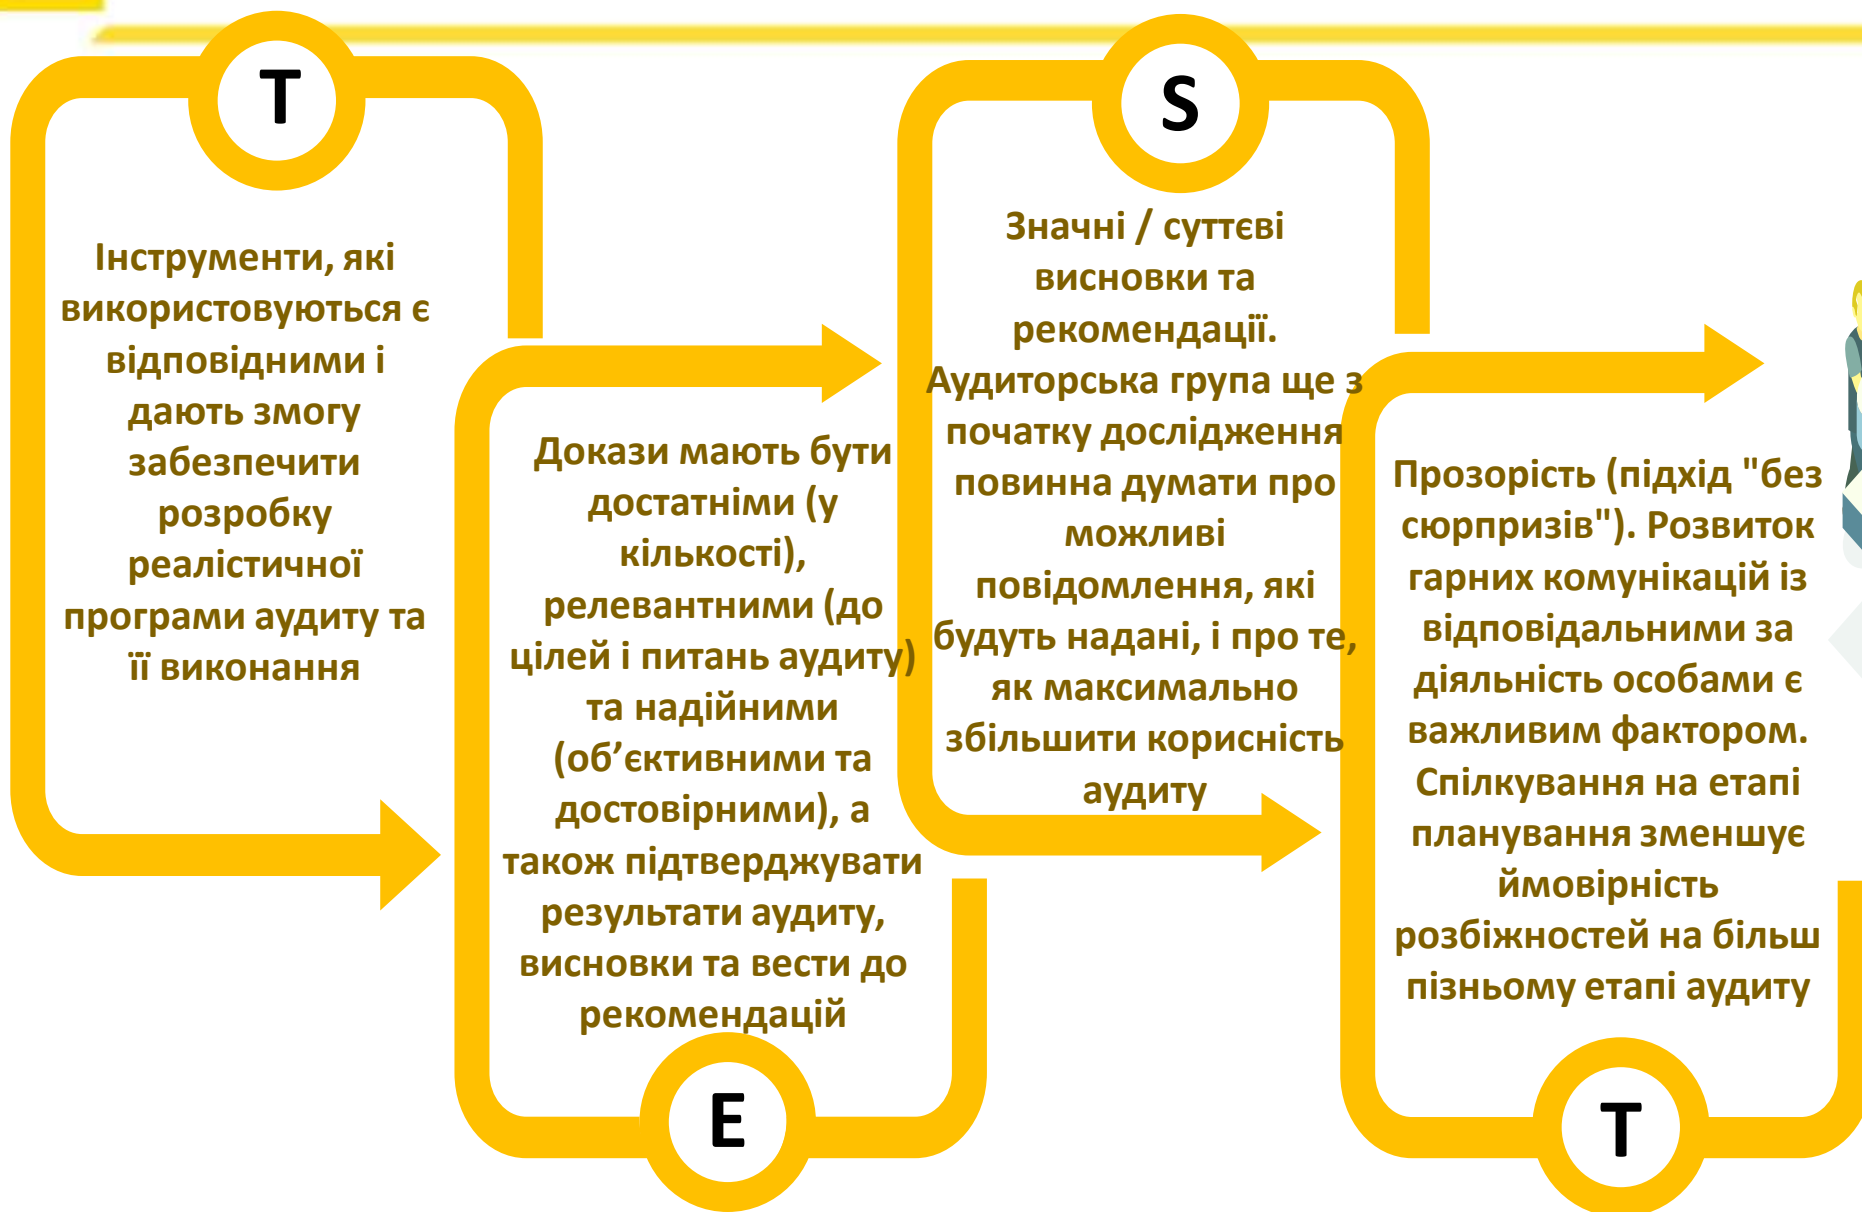 T
Інструменти, які
використовуються є
відповідними і
дають змогу
забезпечити
розробку
реалістичної
програми аудиту та
її виконання
Докази мають бути
достатніми (у
кількості),
релевантними (до
цілей і питань аудиту)
та надійними
(об’єктивними та
достовірними), а
також підтверджувати
результати аудиту,
висновки та вести до
рекомендацій
E
S
Значні / суттєві
висновки та
рекомендації.
Аудиторська група ще з
початку дослідження
повинна думати про
можливі
повідомлення, які
будуть надані, і про те,
як максимально
збільшити корисність
аудиту
Прозорість (підхід "без
сюрпризів"). Розвиток
гарних комунікацій із
відповідальними за
діяльність особами є
важливим фактором.
Спілкування на етапі
планування зменшує
ймовірність
розбіжностей на більш
пізньому етапі аудиту
T